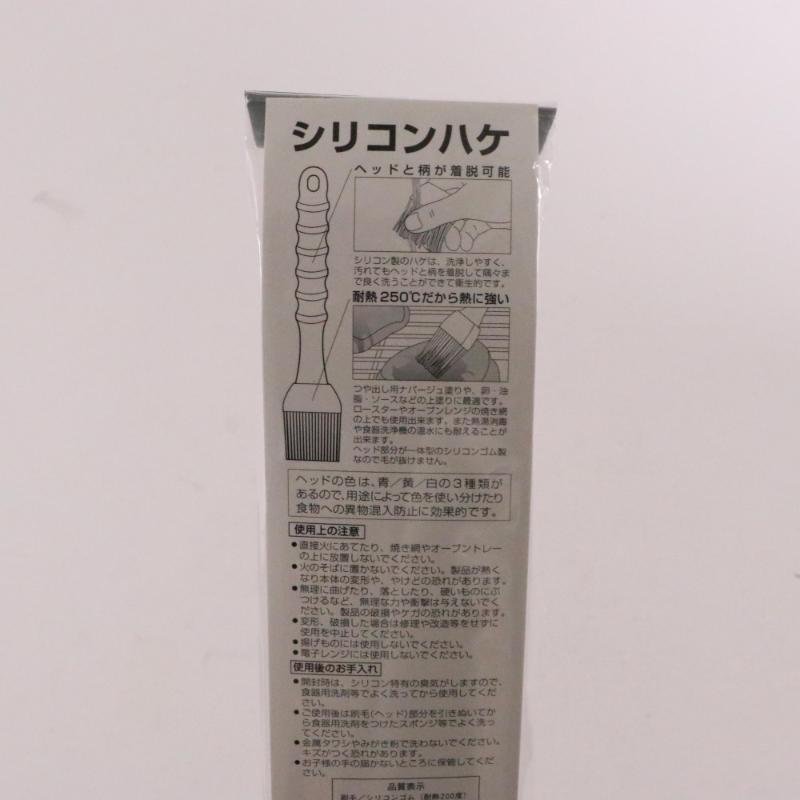 シリコンハケ
ヘッドと柄が着脱可能
シリコン製のハケは、洗浄しやすく、
汚れてもヘッドと柄を着脱して隅々ま
で良く洗うことができて衛生的です。
耐熱250℃だから熱に強い
つや出し用ナパージュ塗りや、卵・油
脂・ソースなどの上塗りに最適です。
ロースターやオーブンレンジの焼き網
の上でも使用出来ます。また熱湯消毒
や食器洗浄機の温水にも耐えることが
出来ます。
ヘッド部分が一体型のシリコンゴム製
なので毛が抜けません。
ヘッドの色は、青／黄／白の3種類が
あるので、用途によって色を使い分けたり
食物への異物混入防止に効果的です。
使用上の注意
●直接火にあてたり、焼き網やオーブントレー
の上に放置しないでください。
●火のそばに置かないでください。製品が熱く
なり本体の変形や、やけどの恐れがあります。
●無理に曲げたり、落としたり、硬いものにぶ
つけるなど、無理な力や衝撃は与えないでく
ださい。製品の破損やケガの恐れがあります。
●変形、破損した場合は修理や改造等をせずに
使用を中止してください。
●揚げものには使用しないでください。
●電子レンジには使用しないでください。
使用後のお手入れ
●開封時は、シリコン特有の臭気がしますので、
食器用洗剤等でよく洗ってから使用してくだ
さい。
●ご使用後は刷毛(ヘッド)部分を引きぬいてか
ら食器用洗剤をつけたスポンジ等でよく洗っ
てください。
●金属タワシやみがき粉で洗わないでください。
キズがつく恐れがあります。
●お子様の手の届かないところに保管してくだ
さい。
品質表示
刷毛／シリコンゴム（耐熱200度）